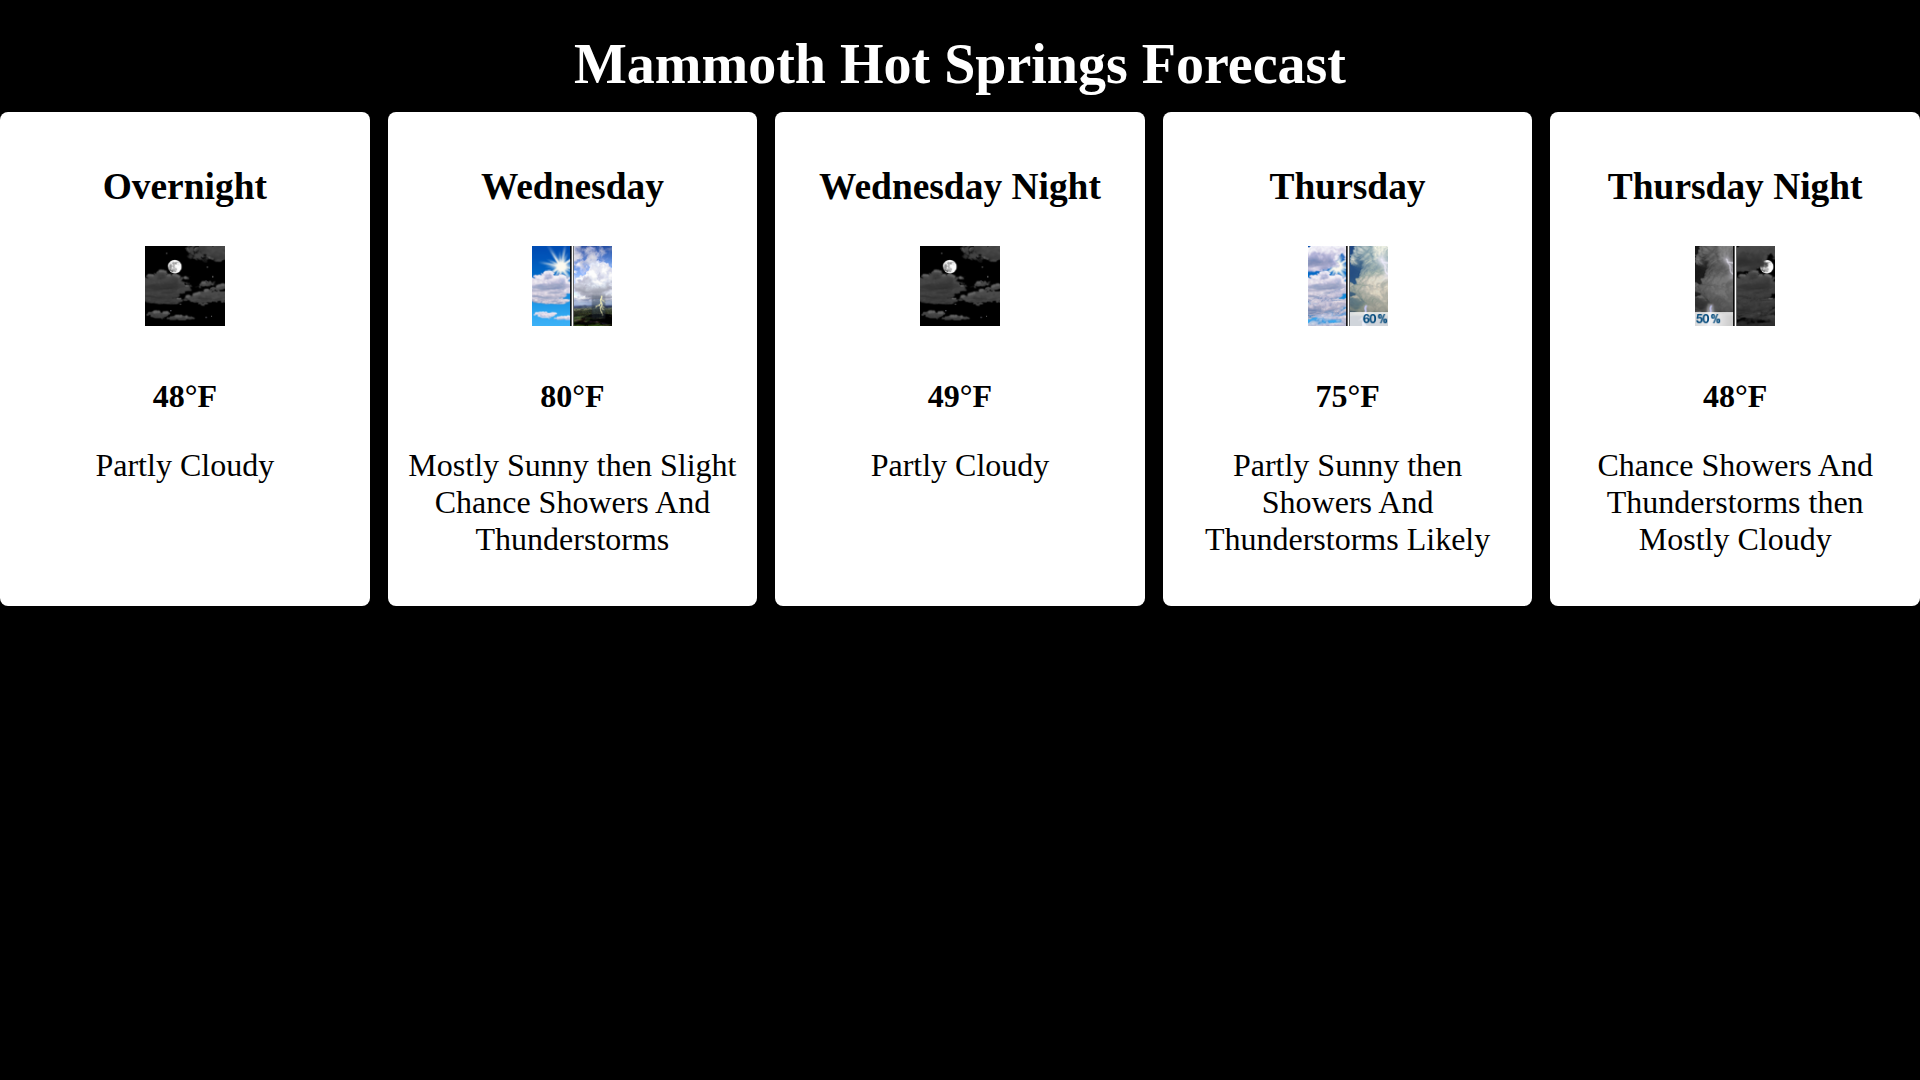 Mammoth Hot Springs Forecast
Overnight
48°F
Partly Cloudy
Wednesday
80°F
Mostly Sunny then Slight
Chance Showers And
Thunderstorms
Wednesday Night
49°F
Partly Cloudy
Thursday
60%
75°F
Partly Sunny then
Showers And
Thunderstorms Likely
Thursday Night
50%
48°F
Chance Showers And
Thunderstorms then
Mostly Cloudy